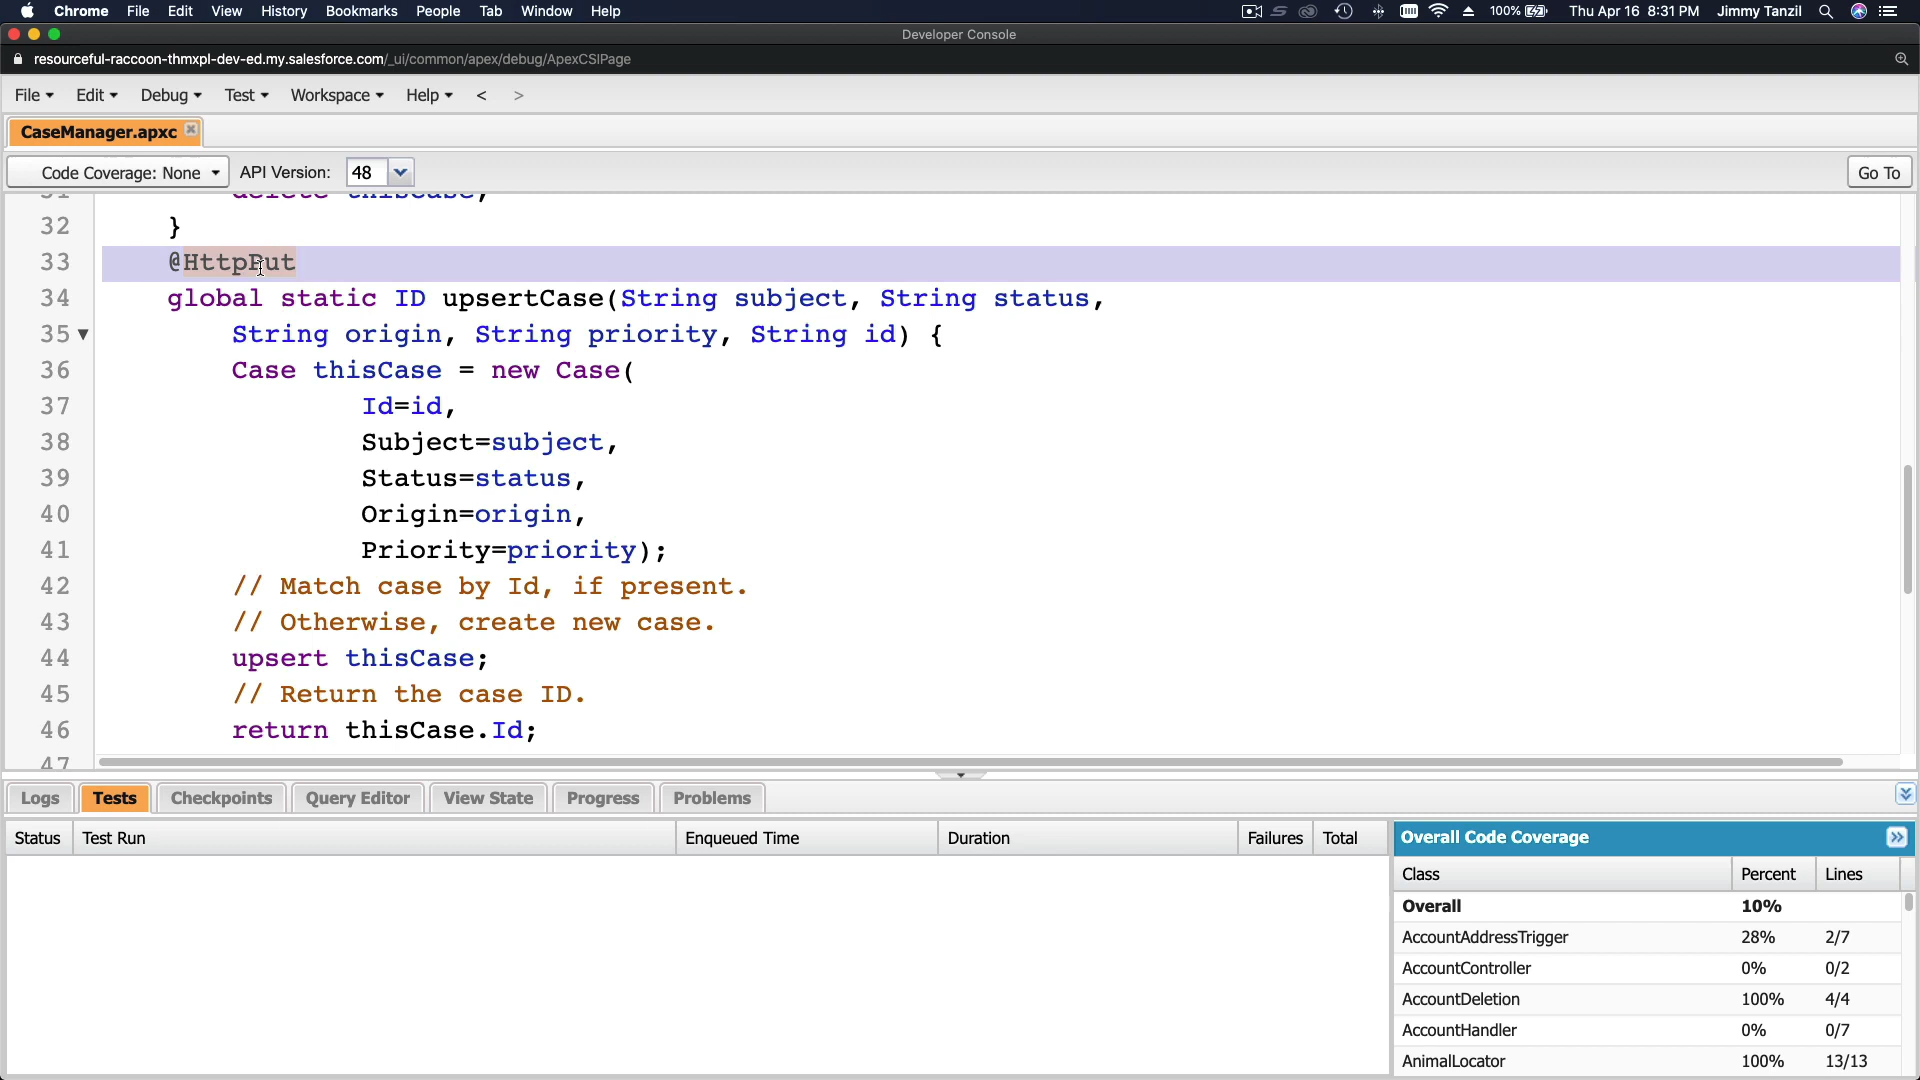 Chrome File Edit View History Bookmarks People Tab Window Help 100% Thu Apr 16 8:31 PM Jimmy Tanzil
Developer Console
resourceful-raccoon-thmxpl-dev-ed.my.salesforce.com/_ui/common/apex/debug/ApexCSIPage
File Edit Debug Test Workspace Help < >
CaseManager.apxc
Code Coverage: None API Version: 48 Go To
31 delete thisCase;
32 }
33 @HttpPut
34 global static ID upsertCase(String subject, String status,
35 String origin, String priority, String id) {
36 Case thisCase = new Case(
37 Id=id,
38 Subject=subject,
39 Status=status,
40 Origin=origin,
41 Priority=priority);
42 // Match case by Id, if present.
43 // Otherwise, create new case.
44 upsert thisCase;
45 // Return the case ID.
46 return thisCase.Id;
47
Logs Tests Checkpoints Query Editor View State Progress Problems
Status Test Run Enqueued Time Duration Failures Total
Overall Code Coverage
Class Percent Lines
Overall 10%
AccountAddressTrigger 28% 2/7
AccountController 0% 0/2
AccountDeletion 100% 4/4
AccountHandler 0% 0/7
AnimalLocator 100% 13/13